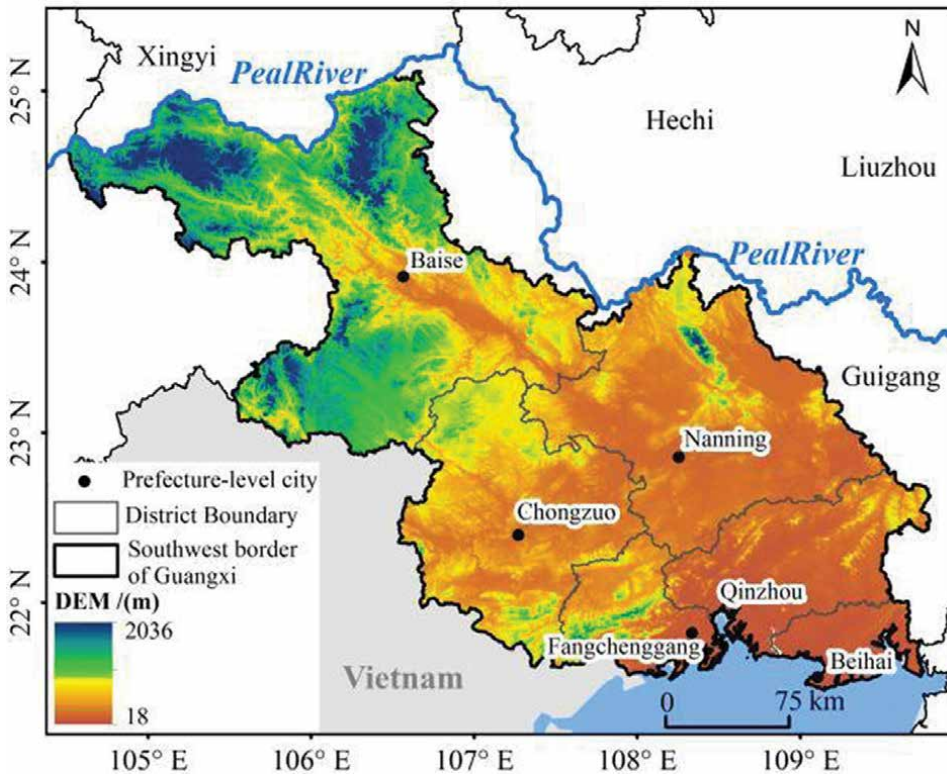 Xingyi
PealRiver
N
25° N
Hechi
Liuzhou
PealRiver
24° N
Baise
Guigang
23° N
Nanning
Prefecture-level city
District Boundary
Chongzuo
Southwest border
of Guangxi
22° N
DEM /(m)
2036
18
Qinzhou
Fangchenggang
Beihai
Vietnam
0 75 km
105° E 106° E 107° E 108° E 109° E